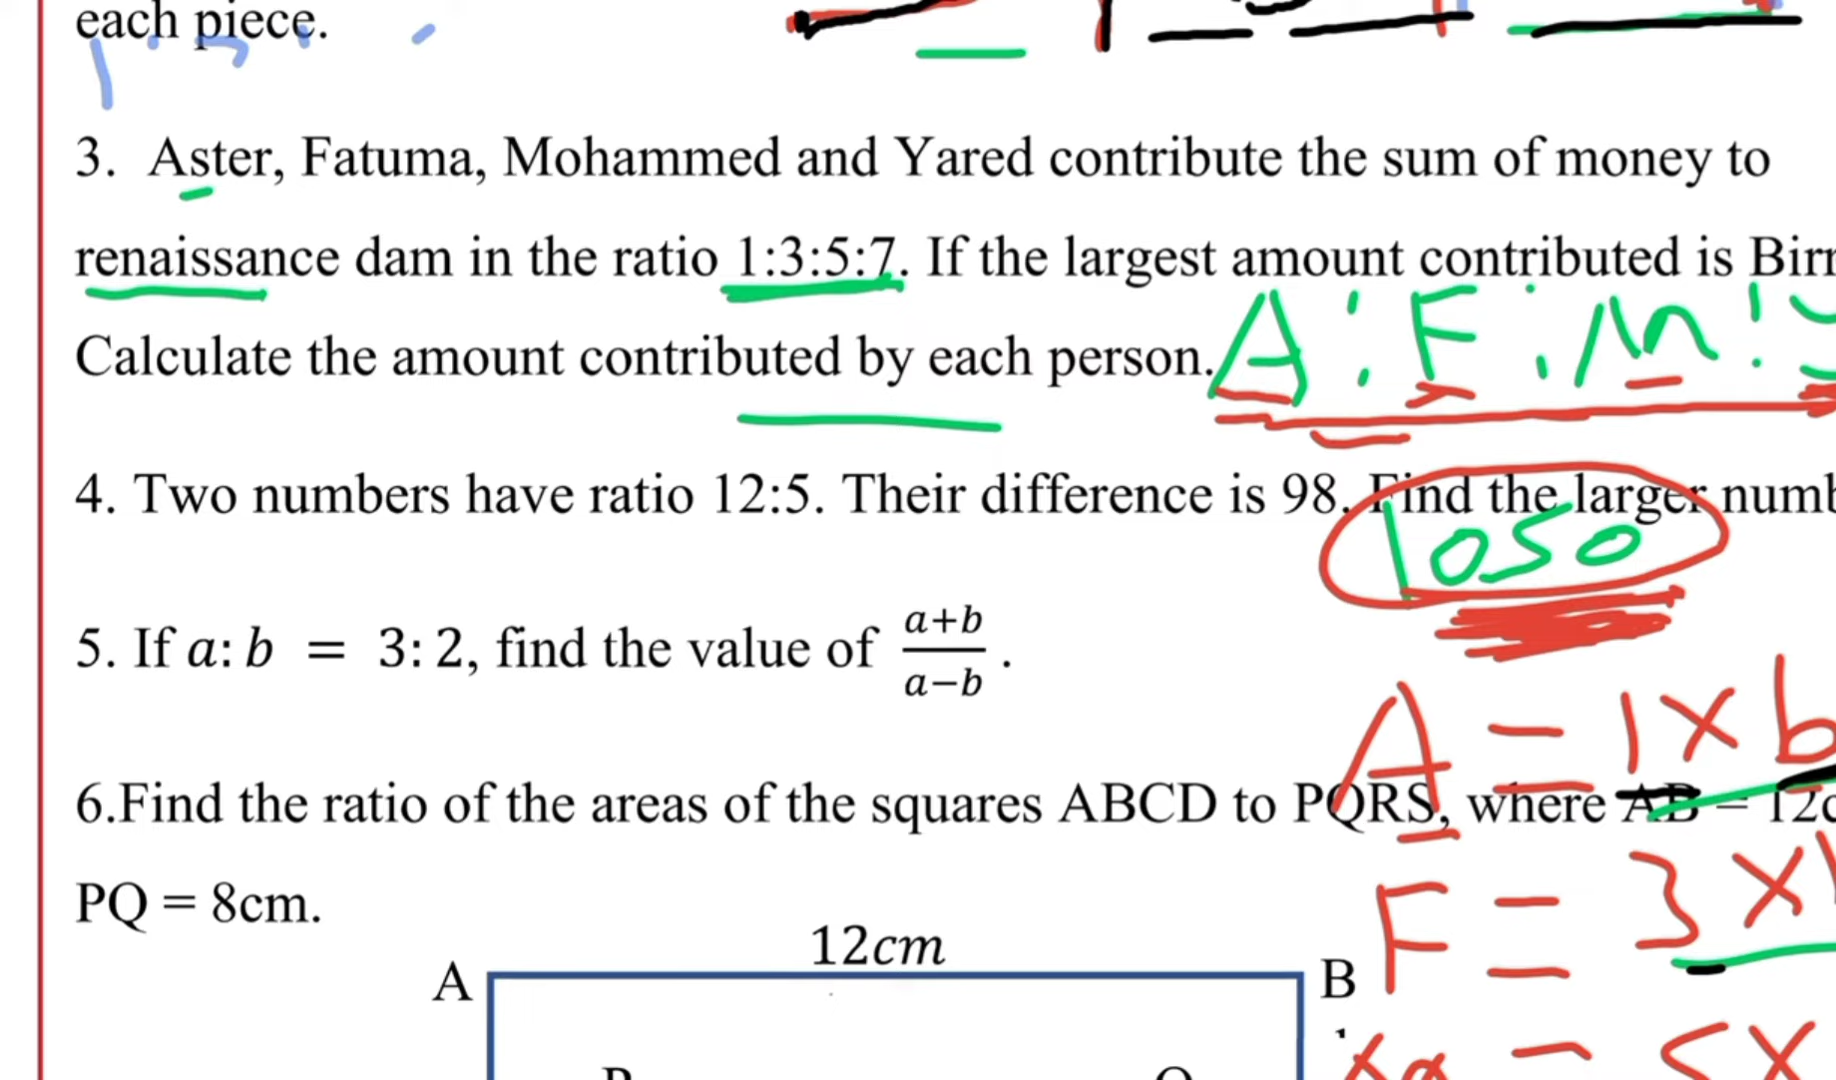 each piece.
3. Aster, Fatuma, Mohammed and Yared contribute the sum of money to
renaissance dam in the ratio 1:3:5:7. If the largest amount contributed is Birr
Calculate the amount contributed by each person.
A : F : M :
4. Two numbers have ratio 12:5. Their difference is 98. Find the larger
1050
5. If a: b = 3: 2, find the value of a+b/a−b .
A = 1 x b
6.Find the ratio of the areas of the squares ABCD to PQRS, where AB = 12c
F = 3 x
PQ = 8cm.
12cm
A B
= 5 x